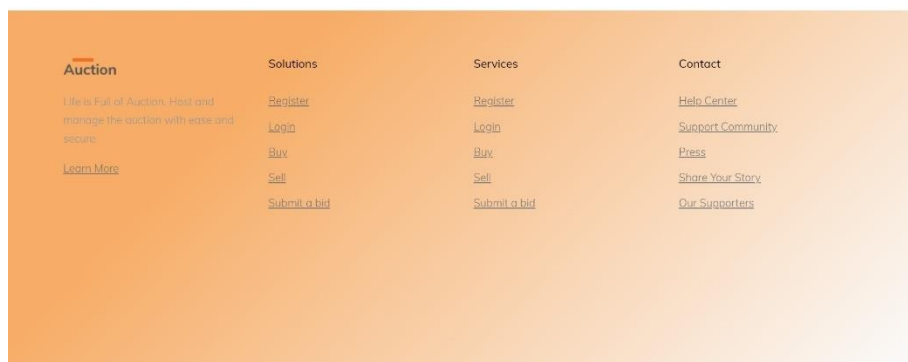 Auction
Life is Full of Auction. Host and
manage the auction with ease and
secure.
Learn More
Solutions
Register
Login
Buy
Sell
Submit a bid
Services
Register
Login
Buy
Sell
Submit a bid
Contact
Help Center
Support Community
Press
Share Your Story
Our Supporters